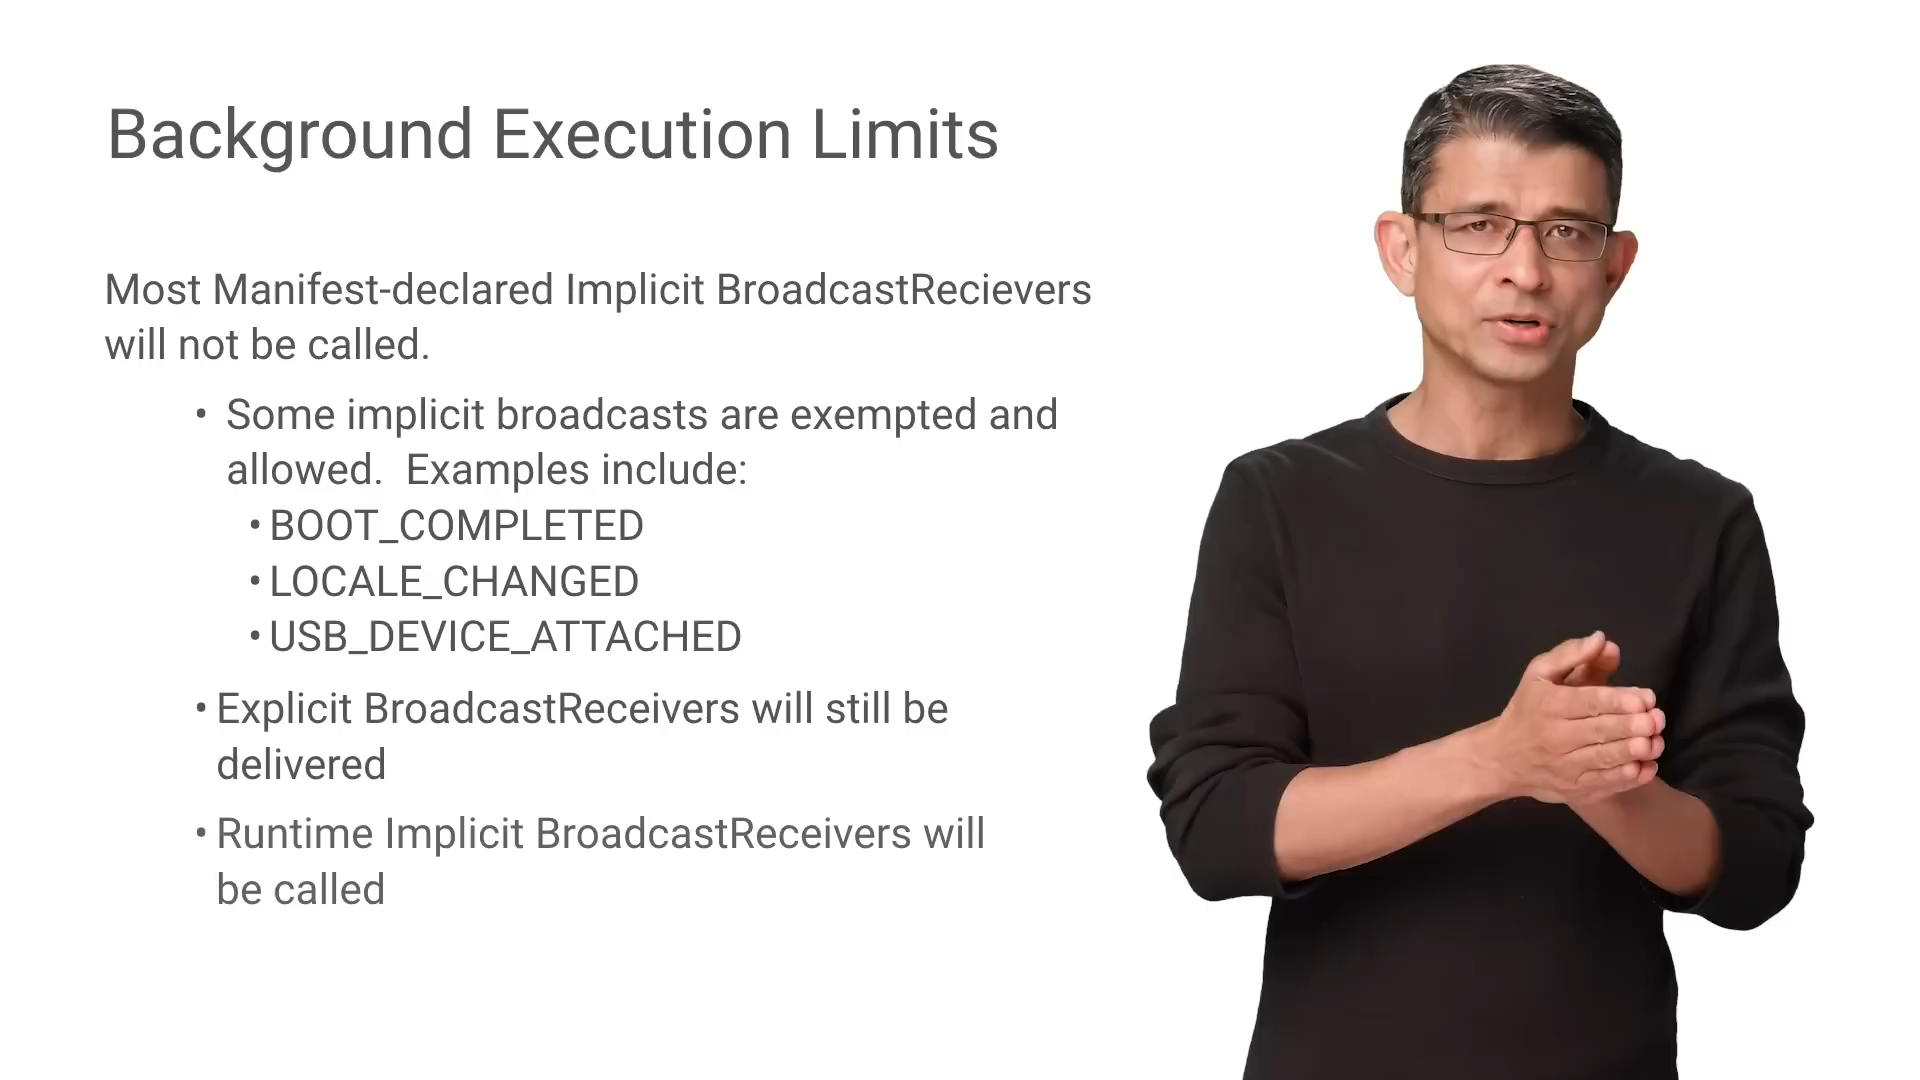 Background Execution Limits
Most Manifest-declared Implicit BroadcastRecievers
will not be called.
• Some implicit broadcasts are exempted and
allowed.  Examples include:
• BOOT_COMPLETED
• LOCALE_CHANGED
• USB_DEVICE_ATTACHED
• Explicit BroadcastReceivers will still be
delivered
• Runtime Implicit BroadcastReceivers will
be called